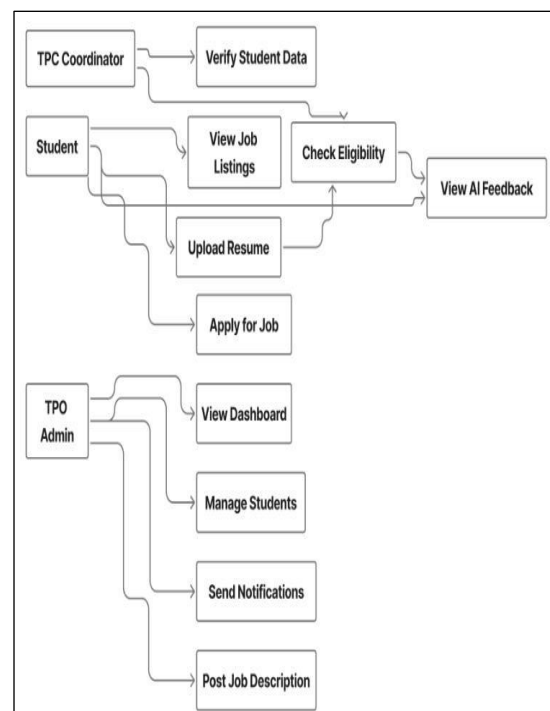 TPC Coordinator
Verify Student Data
Student
View Job
Listings
Check Eligibility
View AI Feedback
Upload Resume
Apply for Job
TPO
Admin
View Dashboard
Manage Students
Send Notifications
Post Job Description